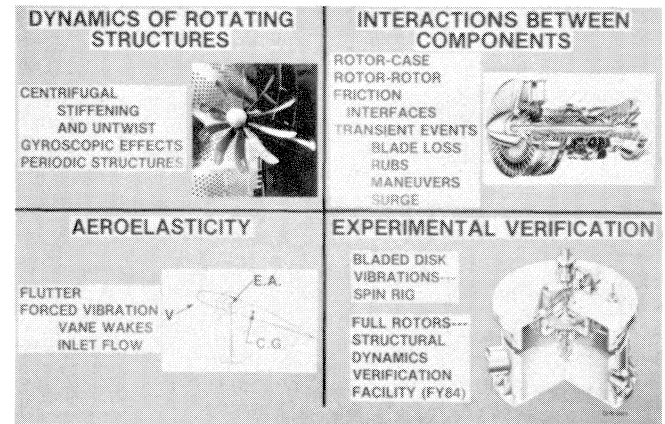 DYNAMICS OF ROTATING
STRUCTURES
CENTRIFUGAL
STIFFENING
AND UNTWIST
GYROSCOPIC EFFECTS
PERIODIC STRUCTURES
INTERACTIONS BETWEEN
COMPONENTS
ROTOR-CASE
ROTOR-ROTOR
FRICTION
INTERFACES
TRANSIENT EVENTS
BLADE LOSS
RUBS
MANEUVERS
SURGE
AEROELASTICITY
FLUTTER
FORCED VIBRATION
VANE WAKES
INLET FLOW
E.A.
V
C.G.
EXPERIMENTAL VERIFICATION
BLADED DISK
VIBRATIONS---
SPIN RIG
FULL ROTORS---
STRUCTURAL
DYNAMICS
VERIFICATION
FACILITY (FY84)